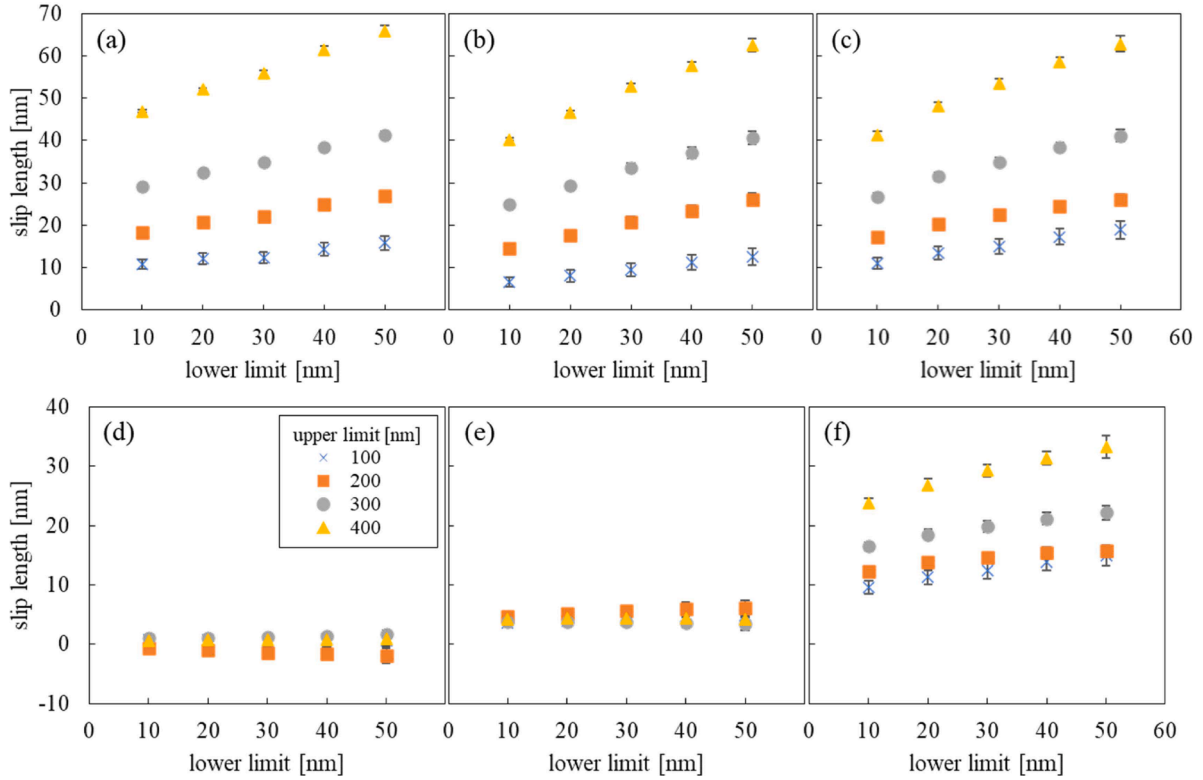 70
60
50
40
30
20
10
0
slip length [nm]
(a)
(b)
(c)
0 10 20 30 40 50 0 10 20 30 40 50 0 10 20 30 40 50 60
lower limit [nm] lower limit [nm] lower limit [nm]
40
30
20
10
0
-10
slip length [nm]
(d)
upper limit [nm]
100
200
300
400
(e)
(f)
0 10 20 30 40 50 0 10 20 30 40 50 0 10 20 30 40 50 60
lower limit [nm] lower limit [nm] lower limit [nm]